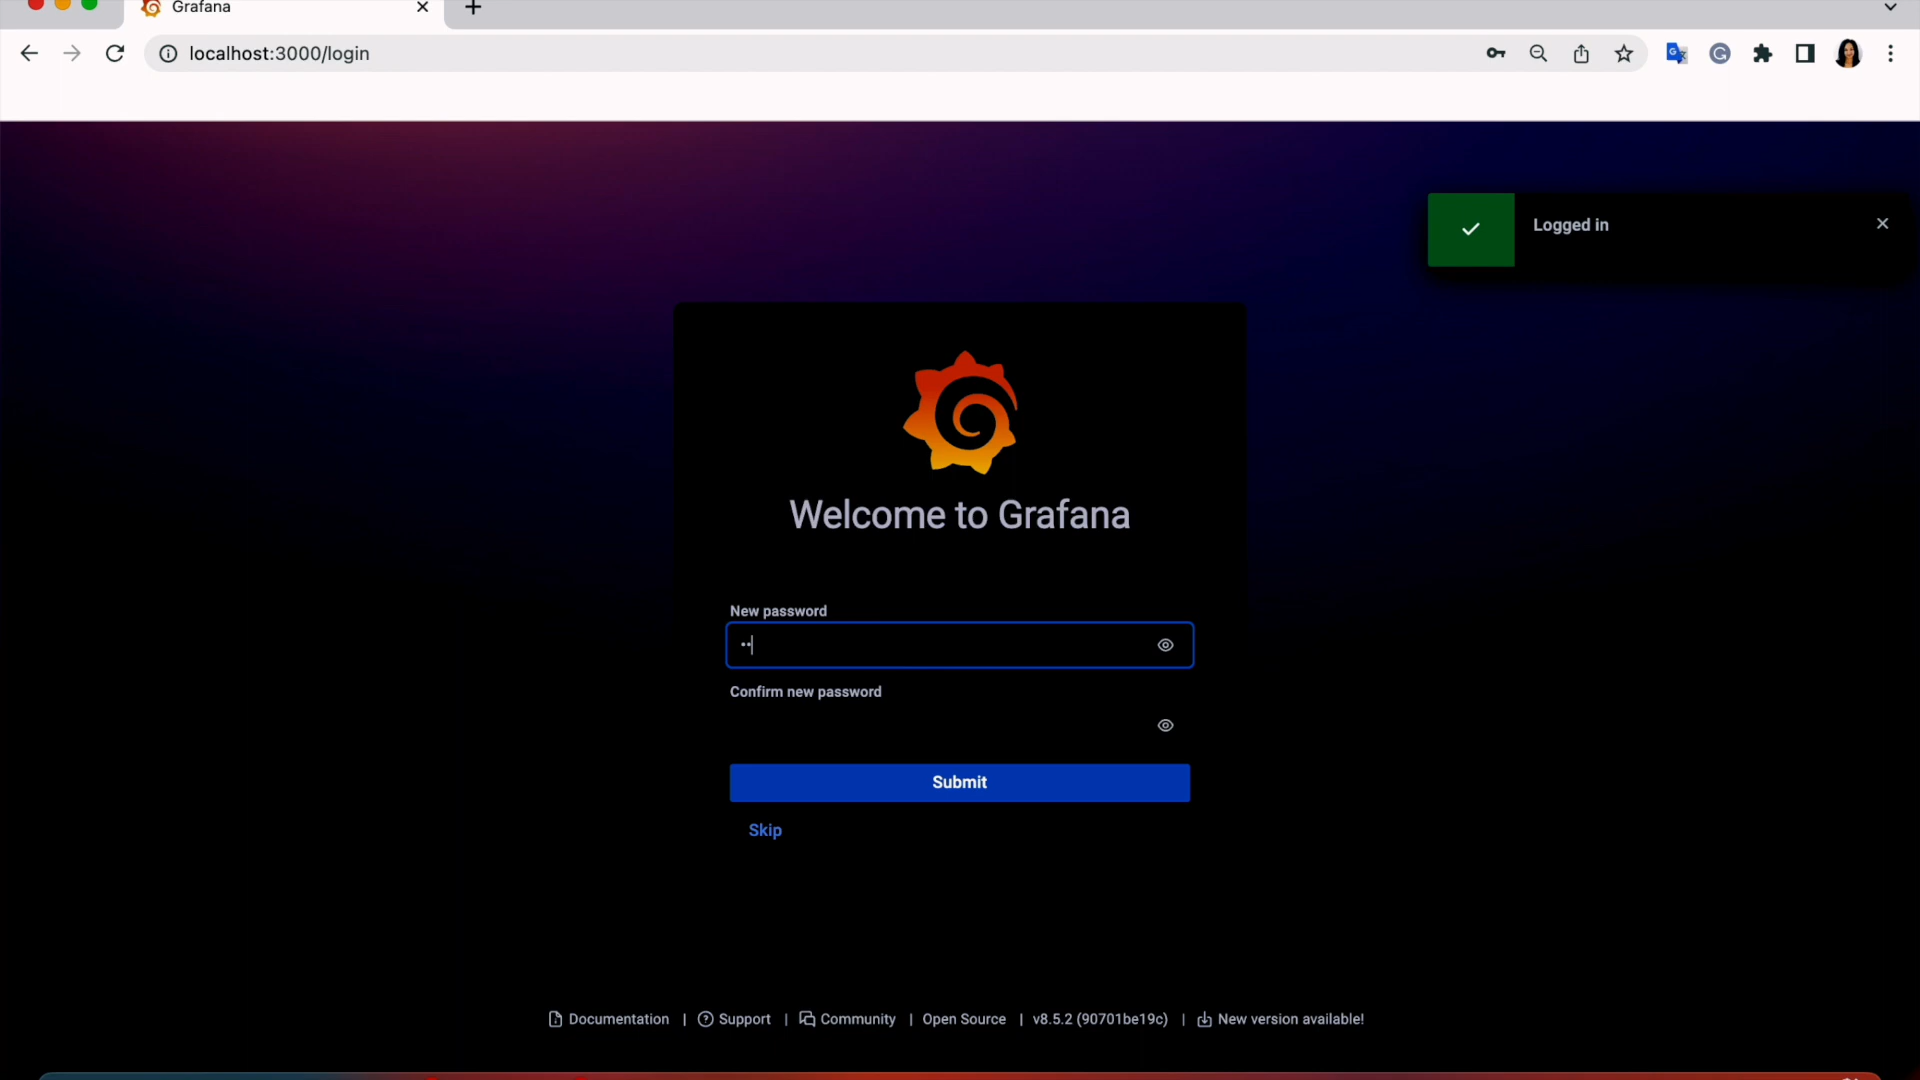 Grafana
localhost:3000/login
Logged in
Welcome to Grafana
New password
Confirm new password
Submit
Skip
Documentation | Support | Community | Open Source | v8.5.2 (90701be19c) | New version available!